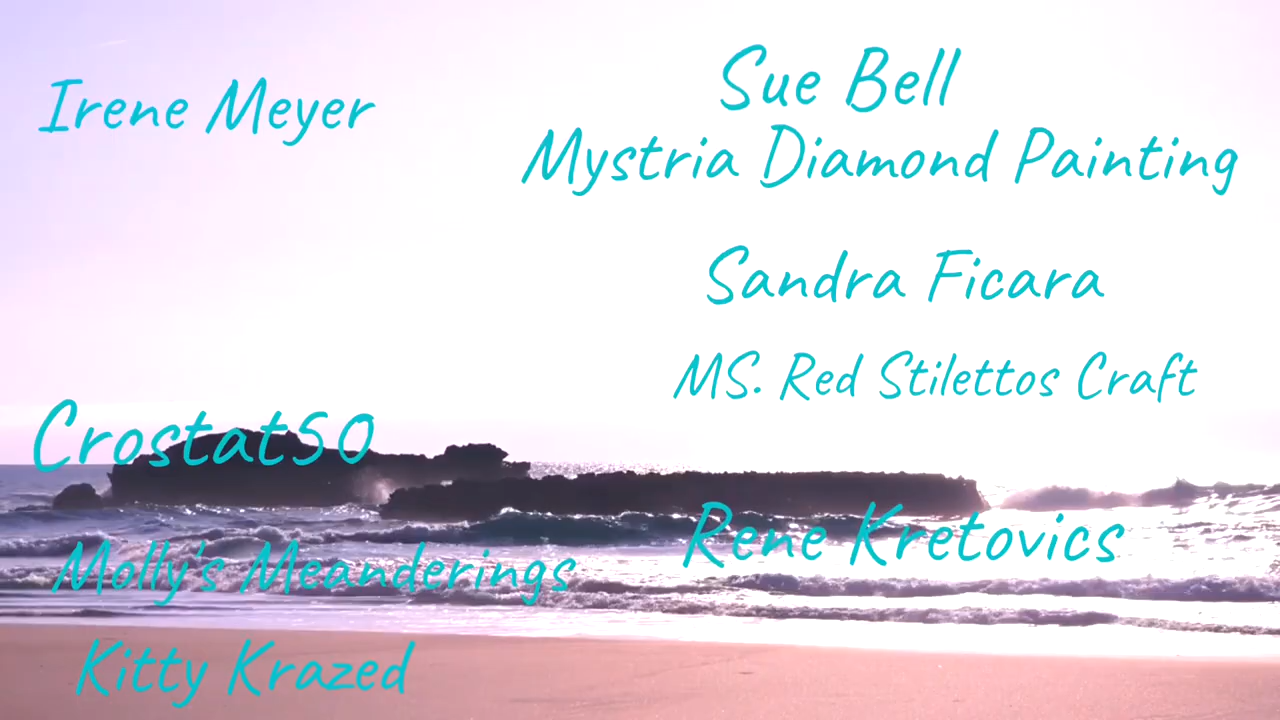 Irene Meyer
Sue Bell
Mystria Diamond Painting
Sandra Ficara
MS. Red Stilettos Craft
Crostat50
Rene Kretovics
Molly's Meanderings
Kitty Krazed